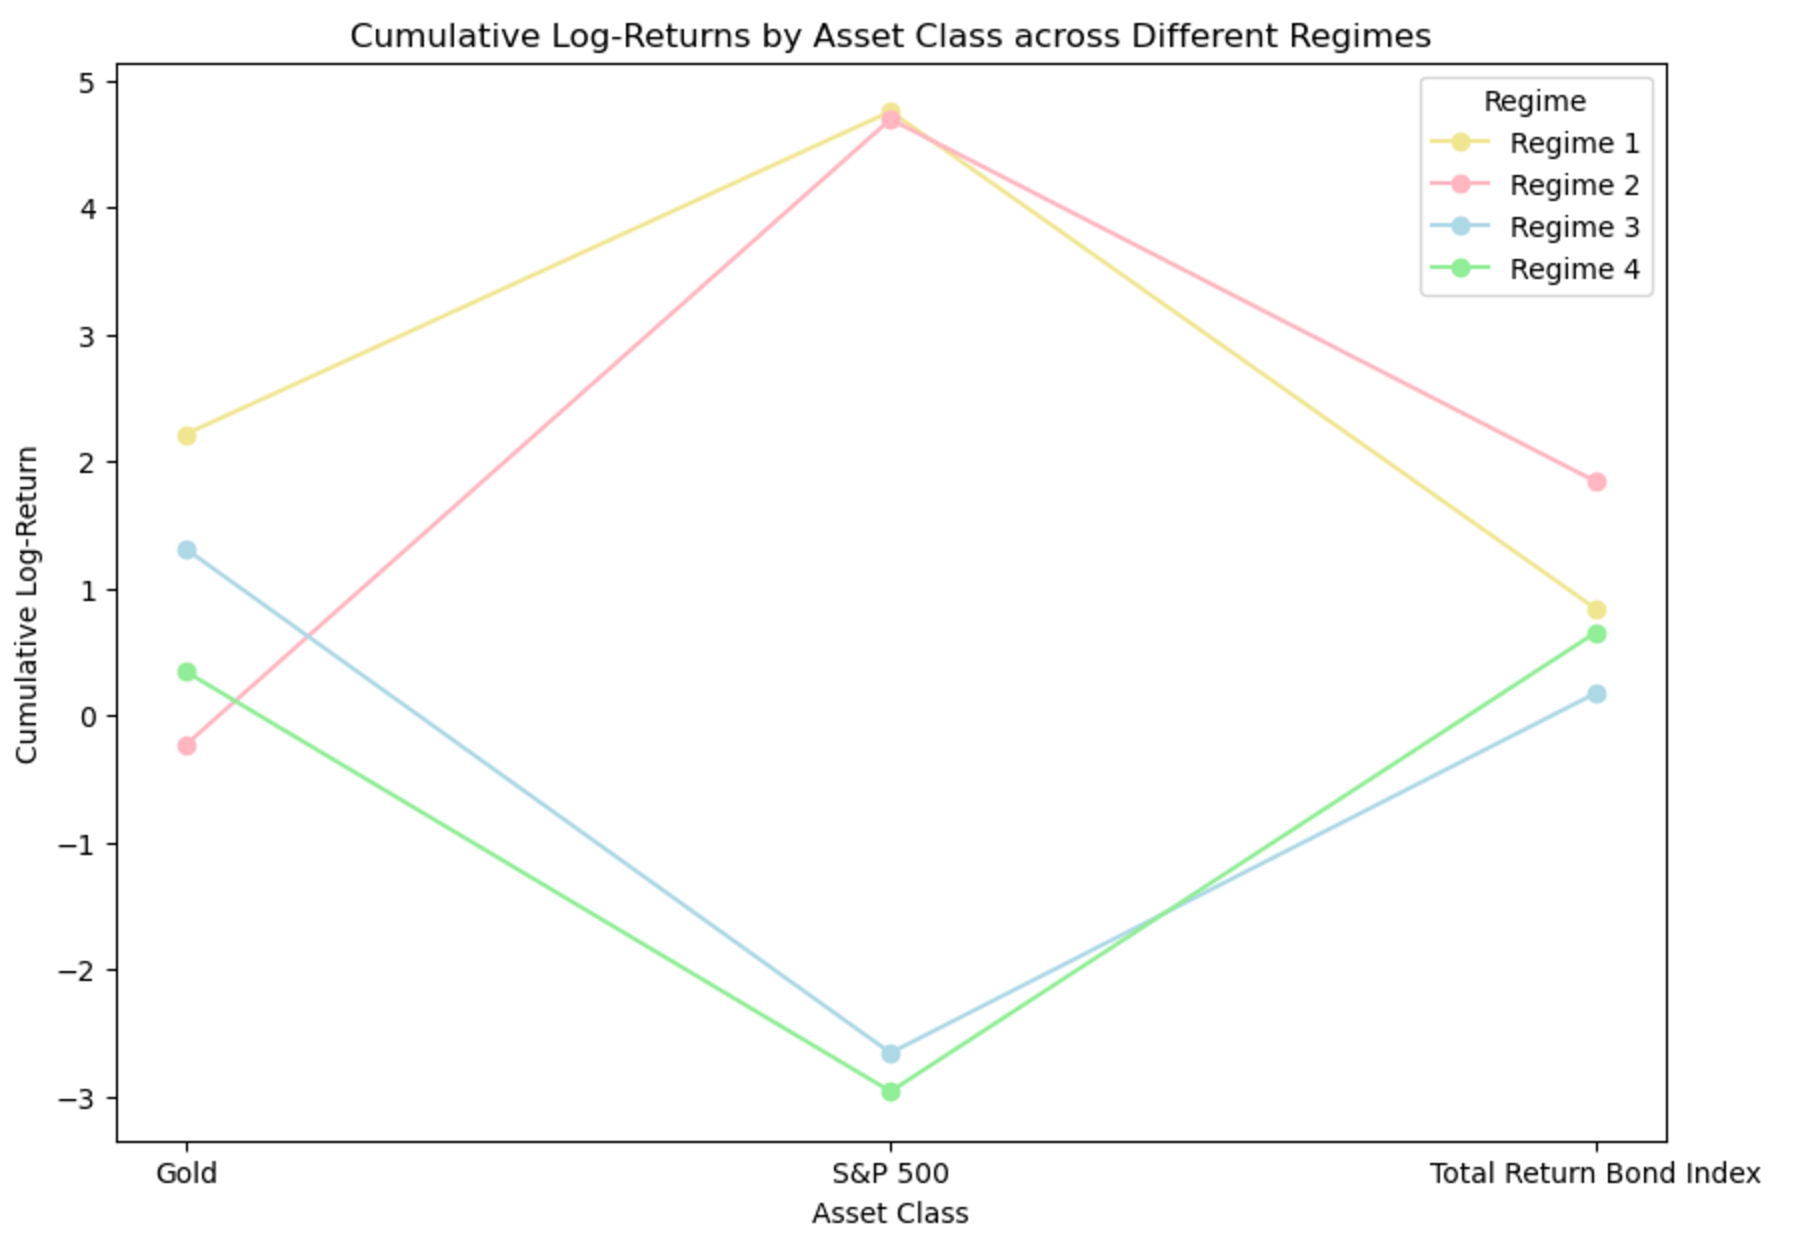 Cumulative Log-Returns by Asset Class across Different Regimes
Regime
Regime 1
Regime 2
Regime 3
Regime 4
Cumulative Log-Return
5
4
3
2
1
0
−1
−2
−3
Gold
S&P 500
Total Return Bond Index
Asset Class